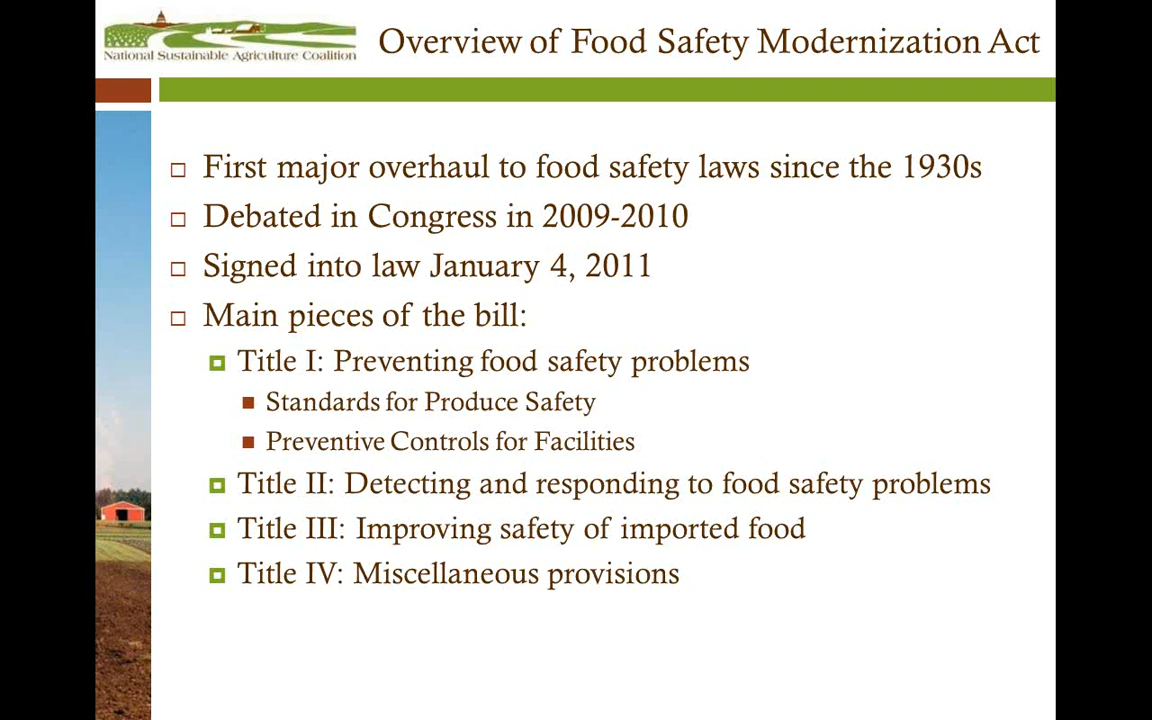 National Sustainable Agriculture Coalition
Overview of Food Safety Modernization Act
First major overhaul to food safety laws since the 1930s
Debated in Congress in 2009-2010
Signed into law January 4, 2011
Main pieces of the bill:
Title I: Preventing food safety problems
Standards for Produce Safety
Preventive Controls for Facilities
Title II: Detecting and responding to food safety problems
Title III: Improving safety of imported food
Title IV: Miscellaneous provisions